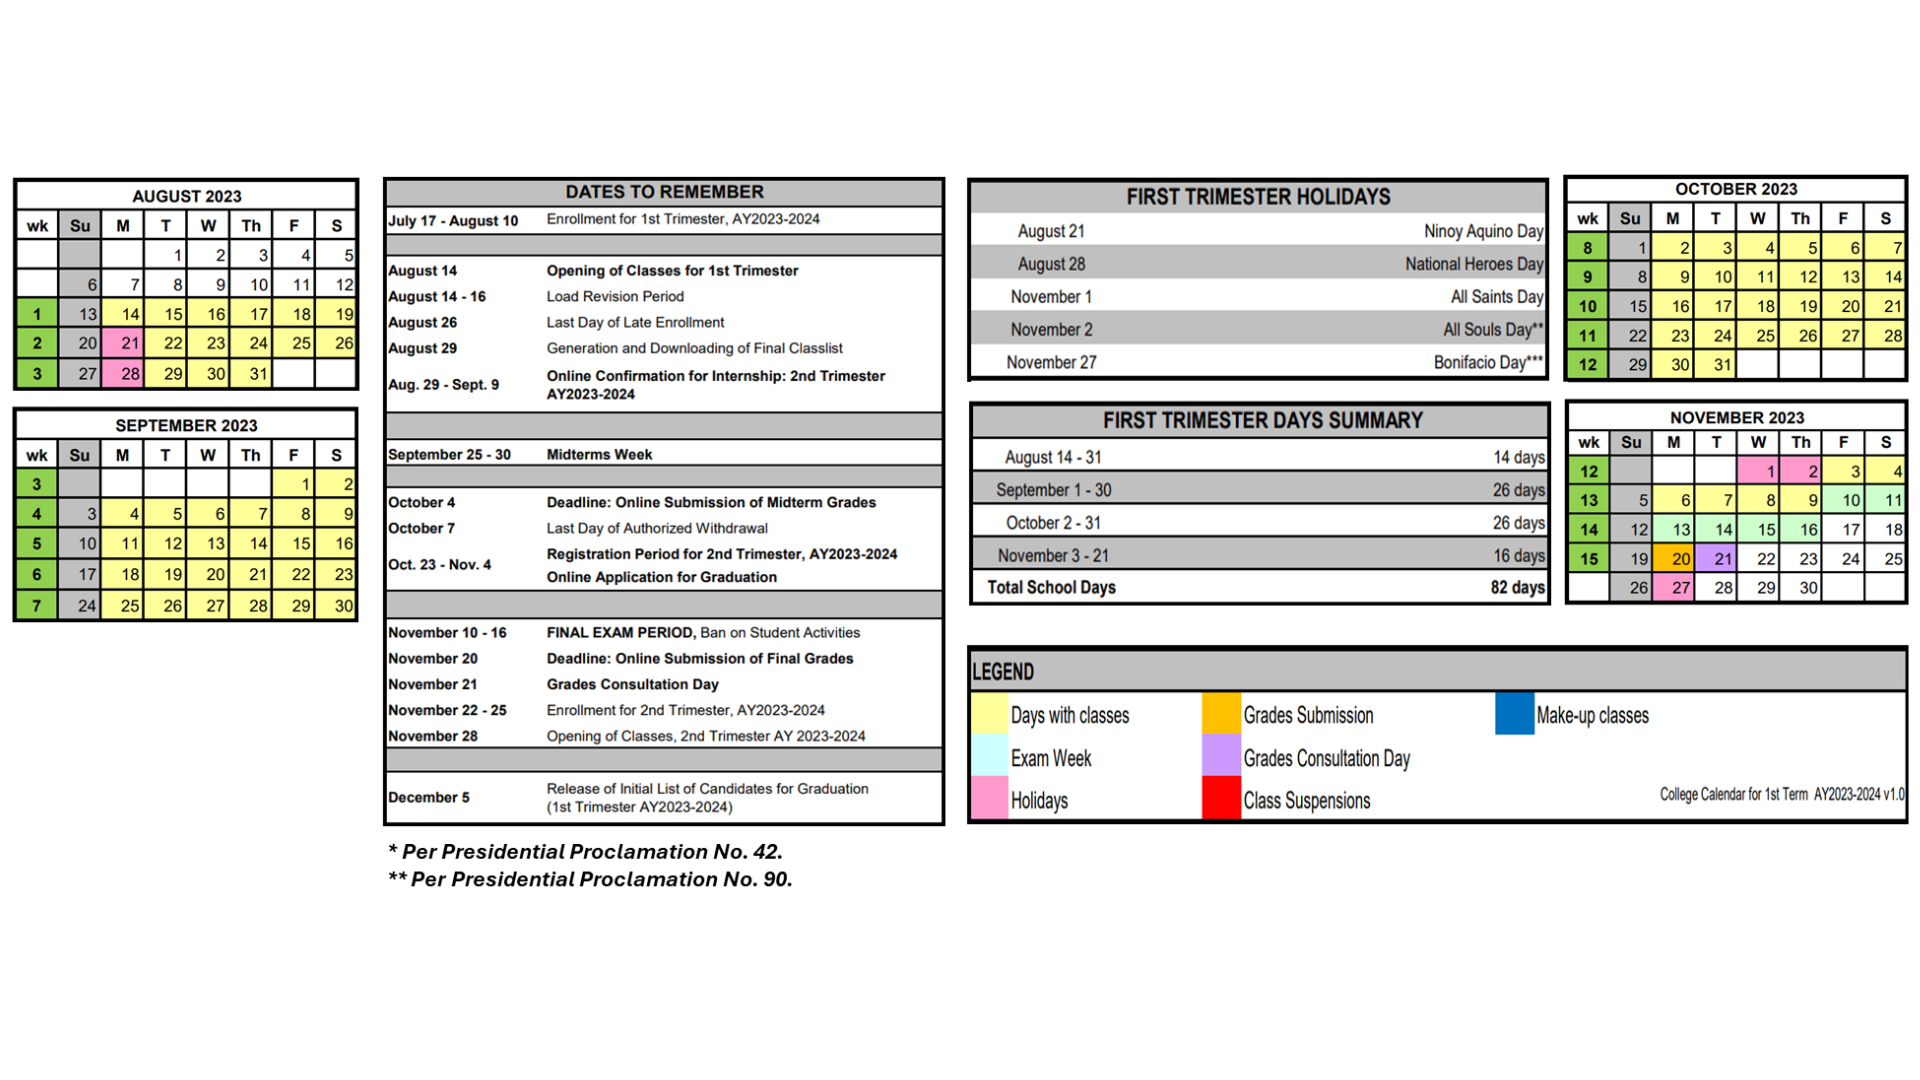 AUGUST 2023
wk Su M T W Th F S
1 2 3 4 5
6 7 8 9 10 11 12
1 13 14 15 16 17 18 19
2 20 21 22 23 24 25 26
3 27 28 29 30 31
SEPTEMBER 2023
wk Su M T W Th F S
3 1 2
4 3 4 5 6 7 8 9
5 10 11 12 13 14 15 16
6 17 18 19 20 21 22 23
7 24 25 26 27 28 29 30
DATES TO REMEMBER
July 17 - August 10 Enrollment for 1st Trimester, AY2023-2024
August 14 Opening of Classes for 1st Trimester
August 14 - 16 Load Revision Period
August 26 Last Day of Late Enrollment
August 29 Generation and Downloading of Final Classlist
Aug. 29 - Sept. 9 Online Confirmation for Internship: 2nd Trimester
AY2023-2024
September 25 - 30 Midterms Week
October 4 Deadline: Online Submission of Midterm Grades
October 7 Last Day of Authorized Withdrawal
Oct. 23 - Nov. 4 Registration Period for 2nd Trimester, AY2023-2024
Online Application for Graduation
November 10 - 16 FINAL EXAM PERIOD, Ban on Student Activities
November 20 Deadline: Online Submission of Final Grades
November 21 Grades Consultation Day
November 22 - 25 Enrollment for 2nd Trimester, AY2023-2024
November 28 Opening of Classes, 2nd Trimester AY 2023-2024
December 5 Release of Initial List of Candidates for Graduation
(1st Trimester AY2023-2024)
* Per Presidential Proclamation No. 42.
** Per Presidential Proclamation No. 90.
FIRST TRIMESTER HOLIDAYS
August 21 Ninoy Aquino Day
August 28 National Heroes Day
November 1 All Saints Day
November 2 All Souls Day**
November 27 Bonifacio Day***
FIRST TRIMESTER DAYS SUMMARY
August 14 - 31 14 days
September 1 - 30 26 days
October 2 - 31 26 days
November 3 - 21 16 days
Total School Days 82 days
OCTOBER 2023
wk Su M T W Th F S
8 1 2 3 4 5 6 7
9 8 9 10 11 12 13 14
10 15 16 17 18 19 20 21
11 22 23 24 25 26 27 28
12 29 30 31
NOVEMBER 2023
wk Su M T W Th F S
12 1 2 3 4
13 5 6 7 8 9 10 11
14 12 13 14 15 16 17 18
15 19 20 21 22 23 24 25
26 27 28 29 30
LEGEND
Days with classes Grades Submission Make-up classes
Exam Week Grades Consultation Day
Holidays Class Suspensions
College Calendar for 1st Term AY2023-2024 v1.0